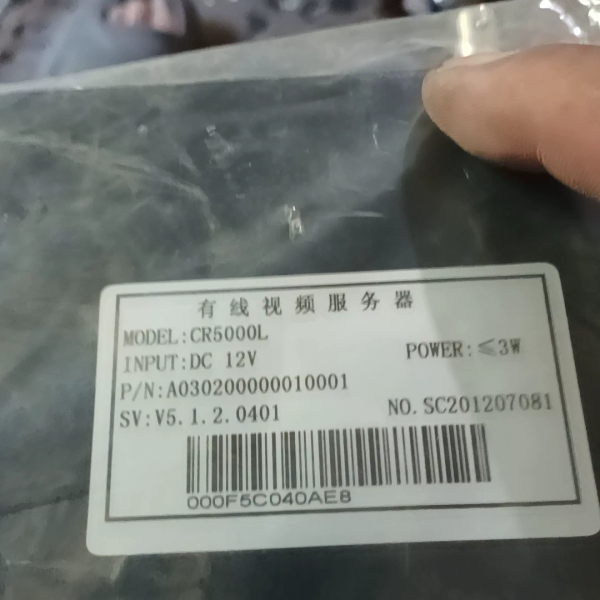 有线视频服务器
MODEL:CR5000L
INPUT:DC 12V POWER:≤3W
P/N:A030200000010001
SV:V5.1.2.0401 NO.SC201207081
000F5C040AE8